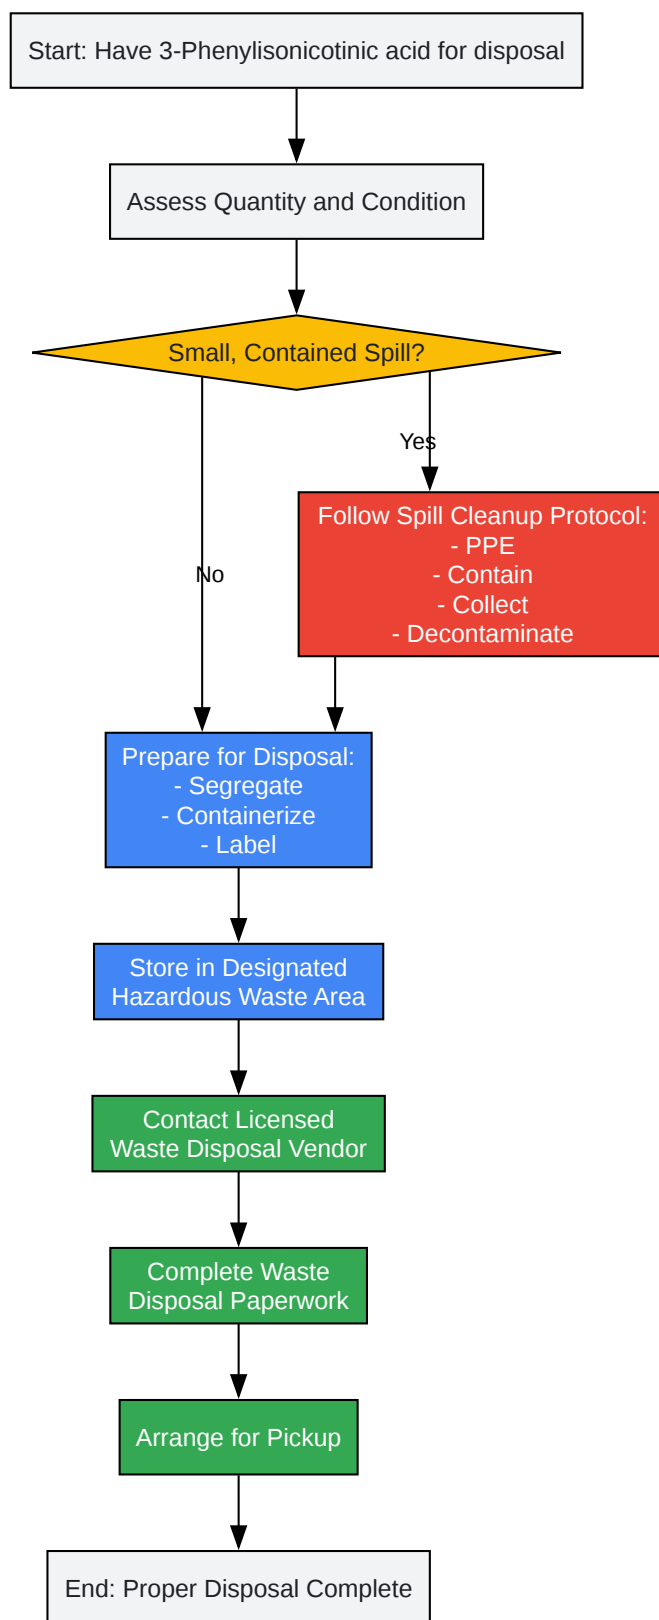 Start: Have 3-Phenylisonicotinic acid for disposal
Assess Quantity and Condition
Small, Contained Spill?
Yes
Follow Spill Cleanup Protocol:
- PPE
- Contain
- Collect
- Decontaminate
No
Prepare for Disposal:
- Segregate
- Containerize
- Label
Store in Designated
Hazardous Waste Area
Contact Licensed
Waste Disposal Vendor
Complete Waste
Disposal Paperwork
Arrange for Pickup
End: Proper Disposal Complete